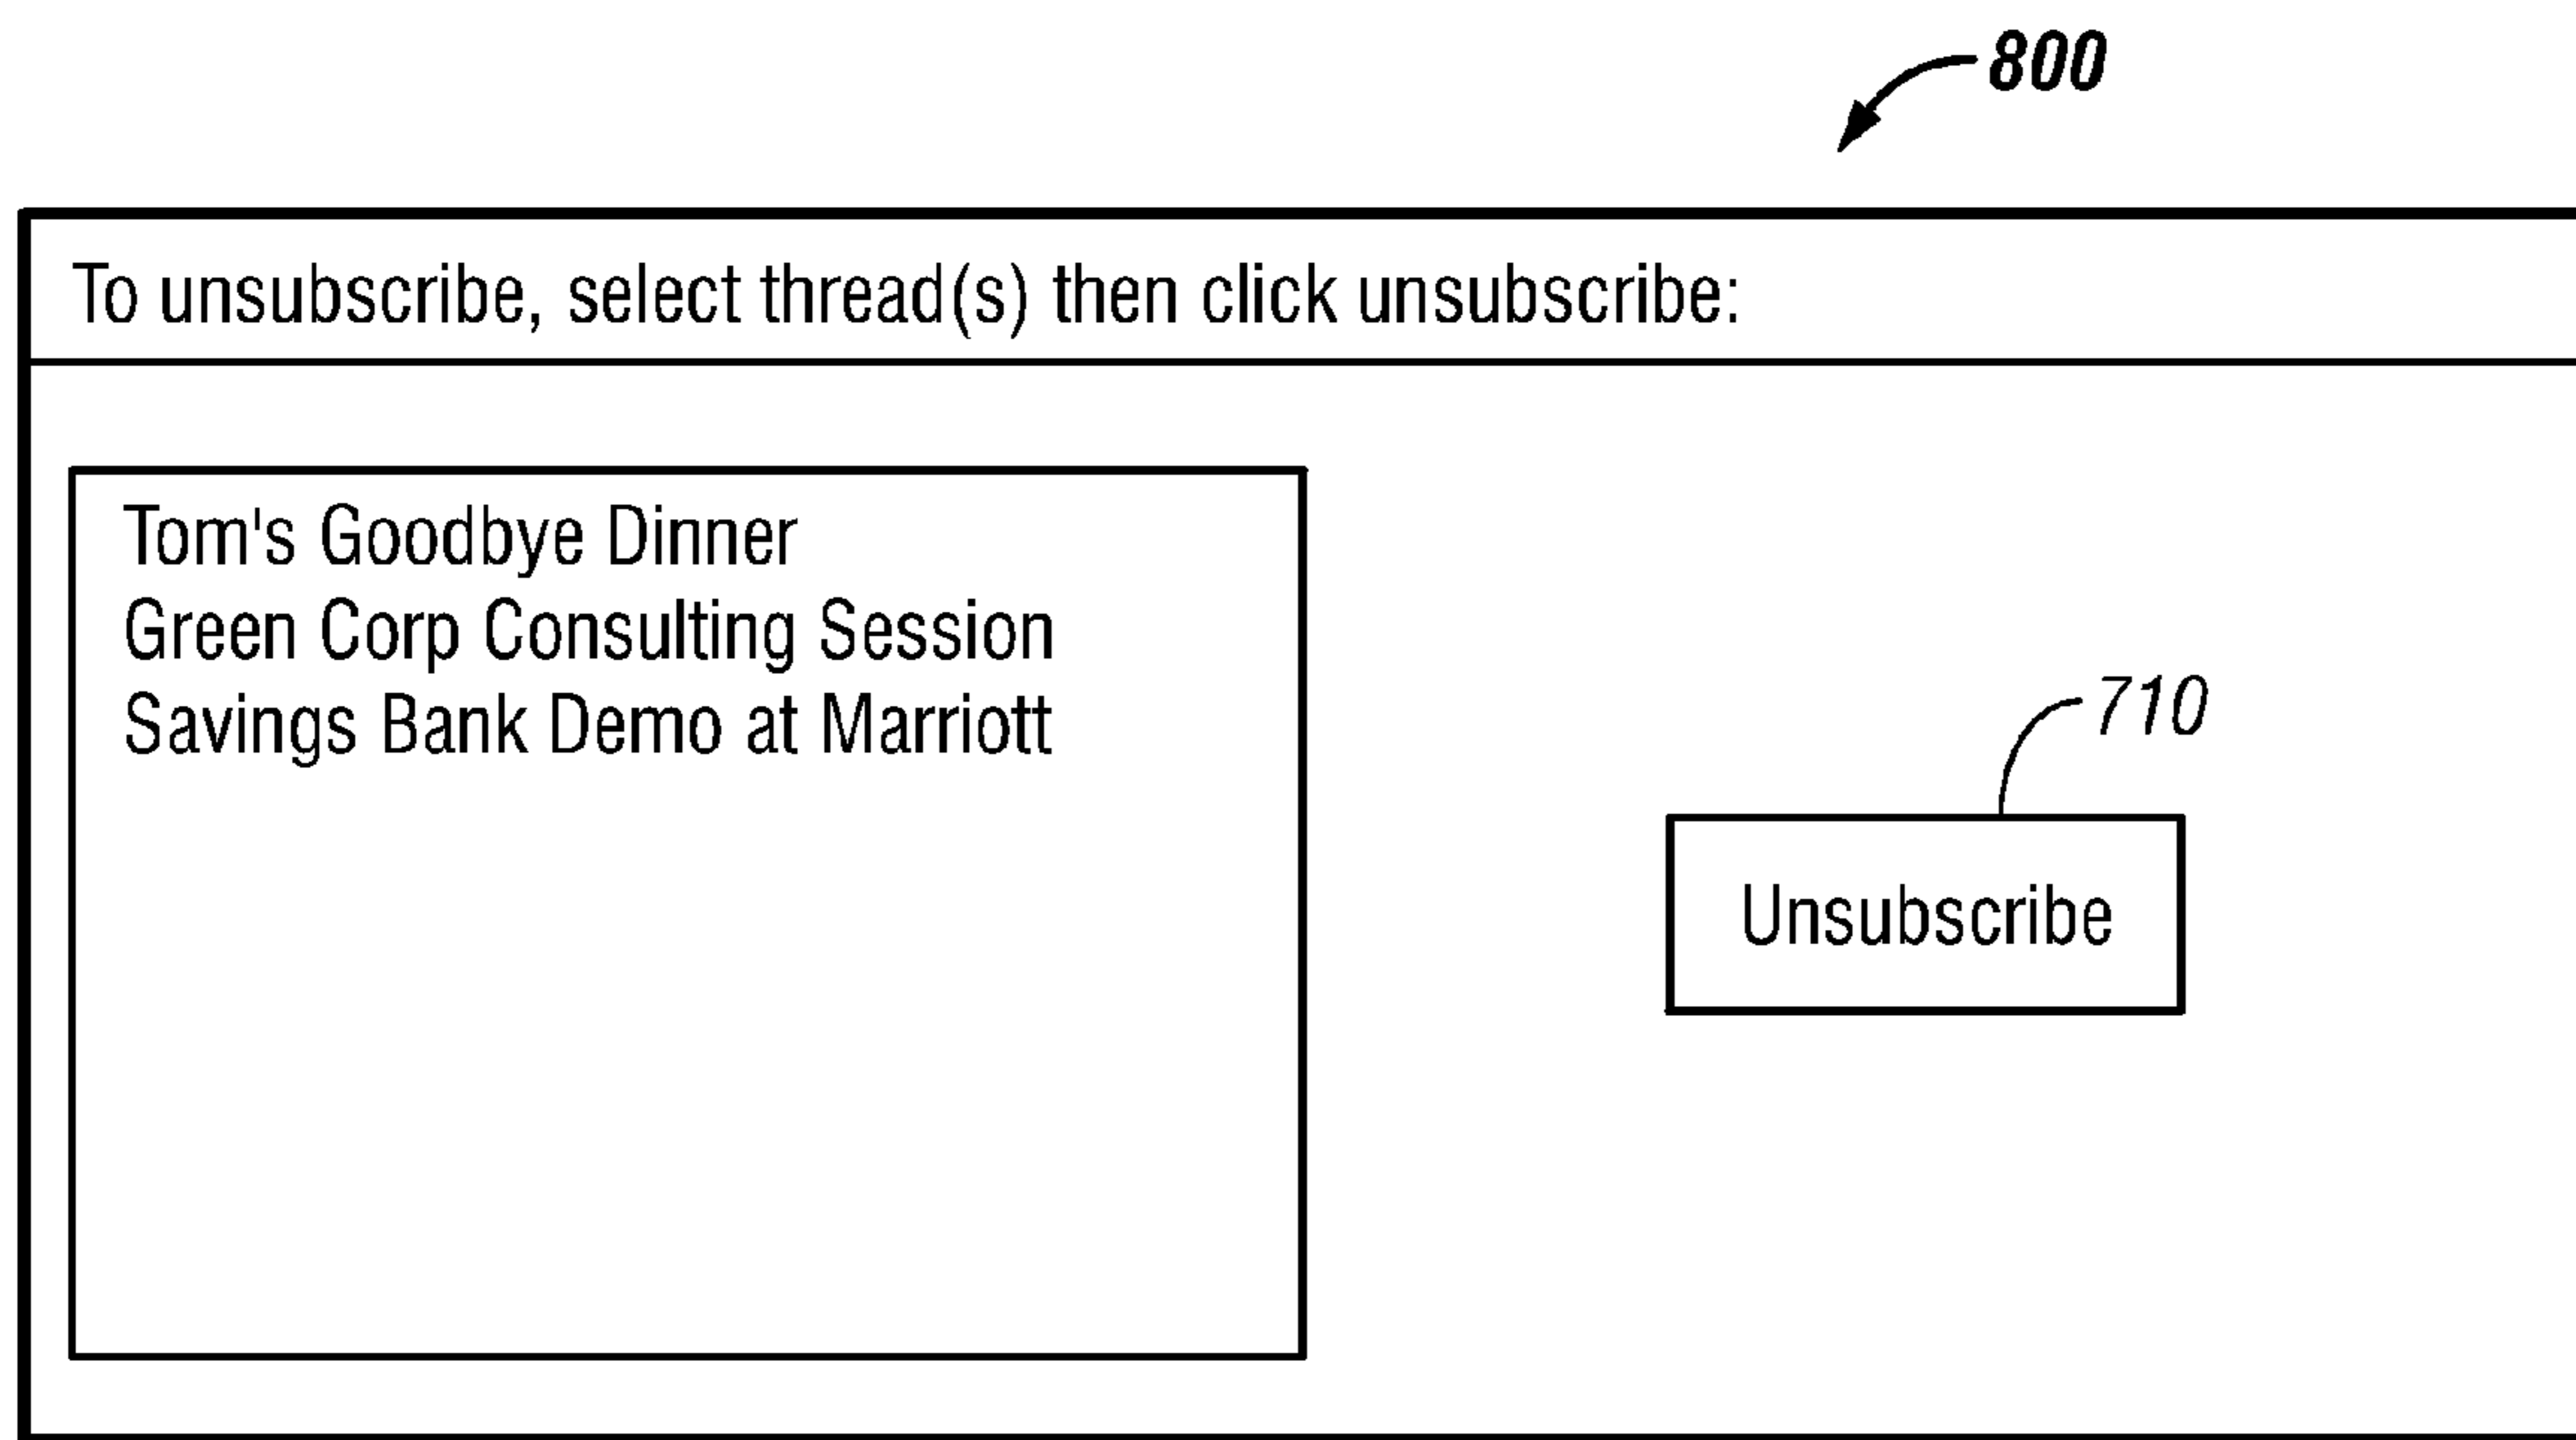 800
To unsubscribe, select thread(s) then click unsubscribe:
Tom's Goodbye Dinner
Green Corp Consulting Session
Savings Bank Demo at Marriott
710
Unsubscribe